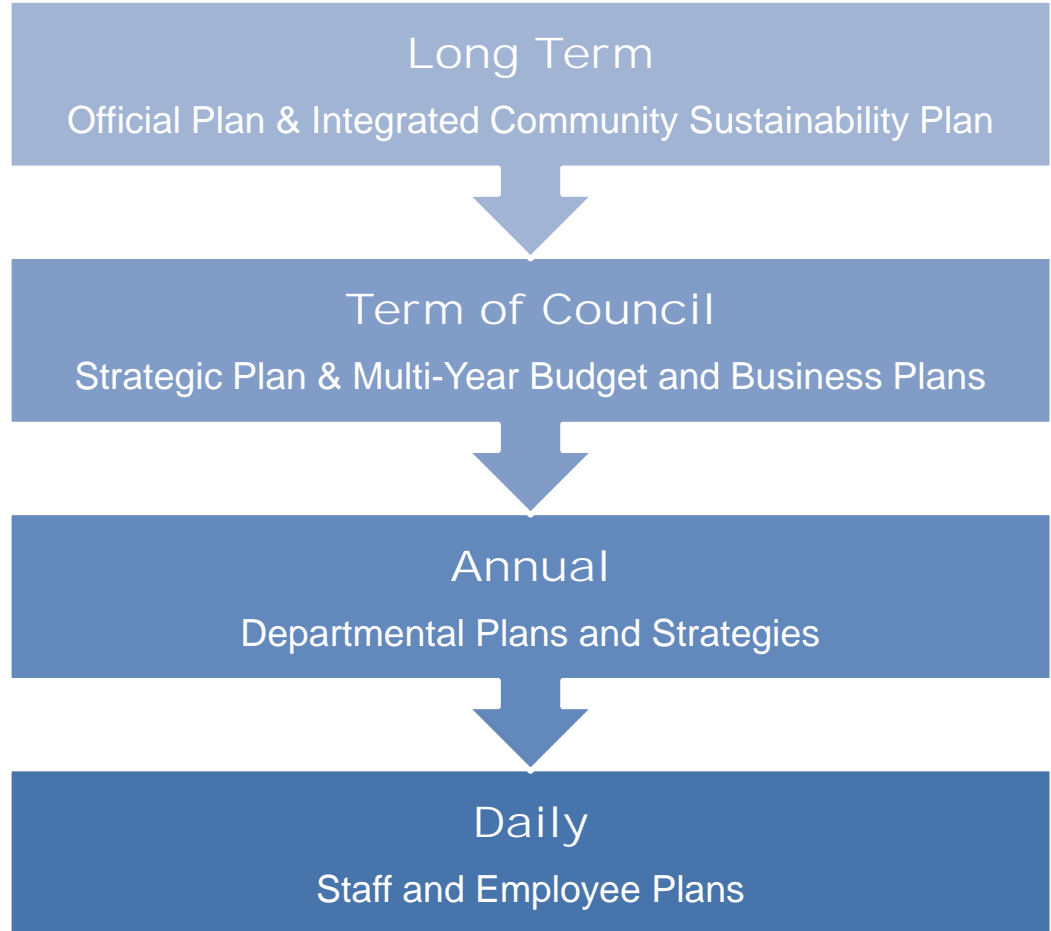 Long Term
Official Plan & Integrated Community Sustainability Plan
Term of Council
Strategic Plan & Multi-Year Budget and Business Plans
Annual
Departmental Plans and Strategies
Daily
Staff and Employee Plans